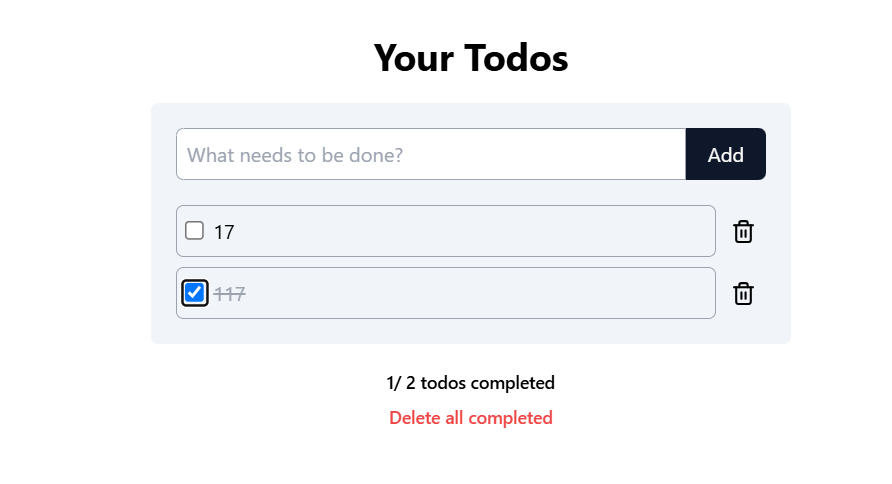 Your Todos
What needs to be done? Add
17
117
1/ 2 todos completed
Delete all completed